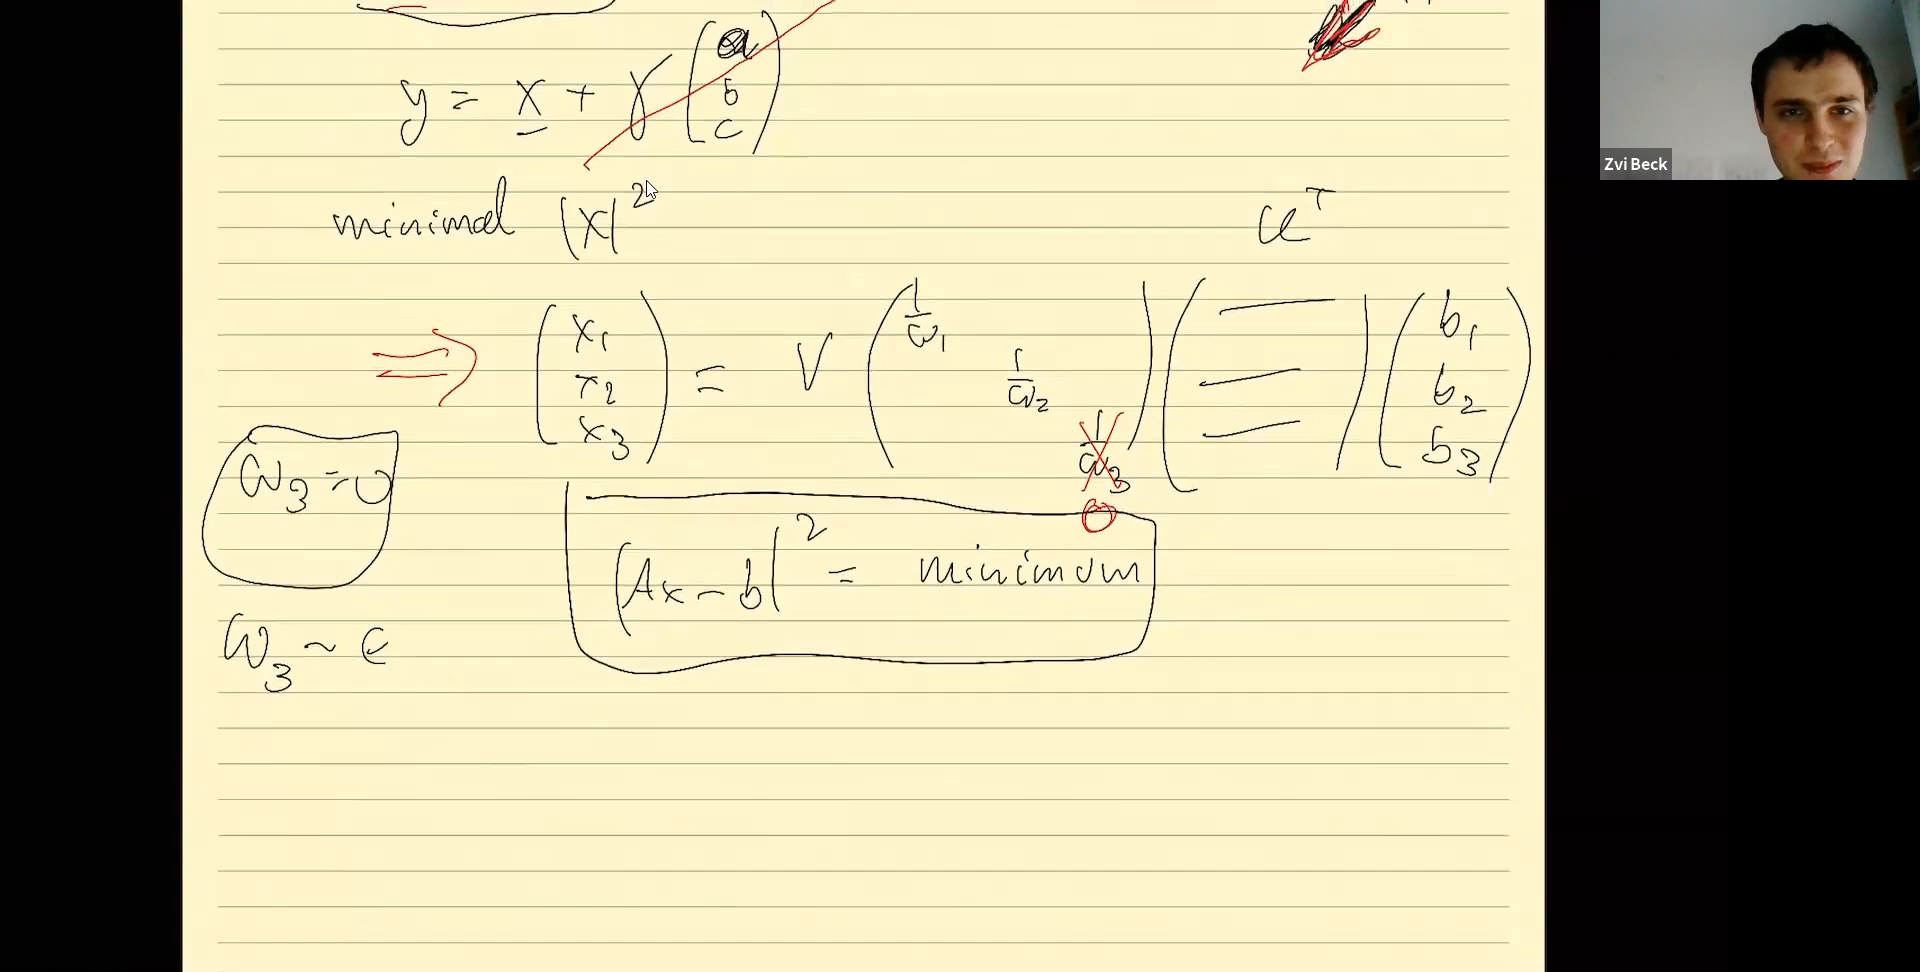 y = x + γ ( a b c )
Zvi Beck
minimal |x|²
U^T
⇒ ( x₁ x₂ x₃ ) = V ( 1/ω₁ 1/ω₂ 1/ω₃ 0 ) ( ) ( b₁ b₂ b₃ )
ω₃ = 0
|Ax - b|² = minimum
ω₃ ~ ε